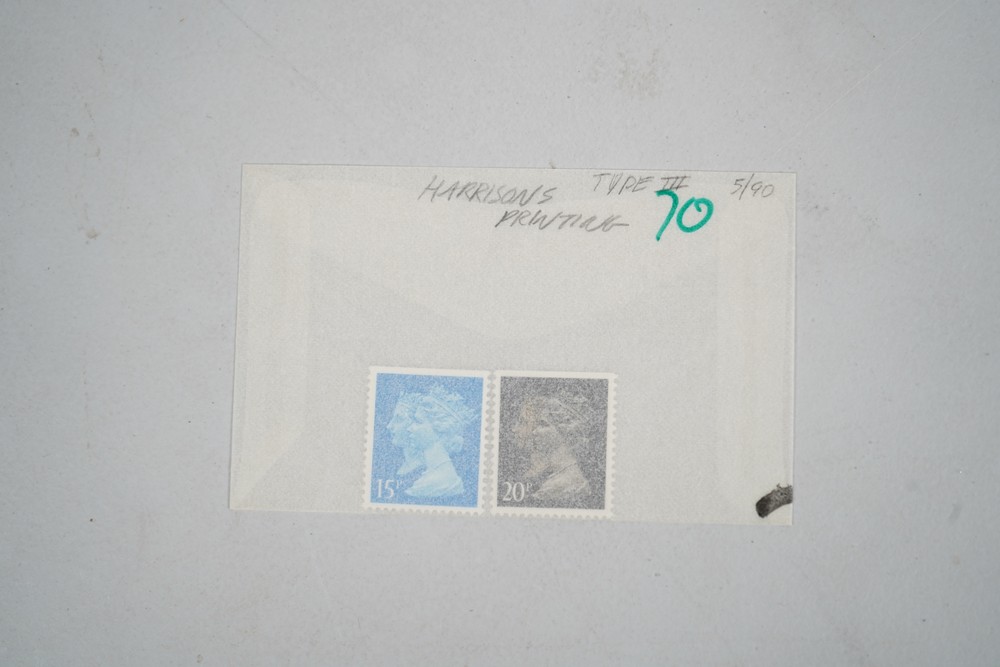 HARRISONS TYPE III 5/90
PRINTING 70
15P 20P